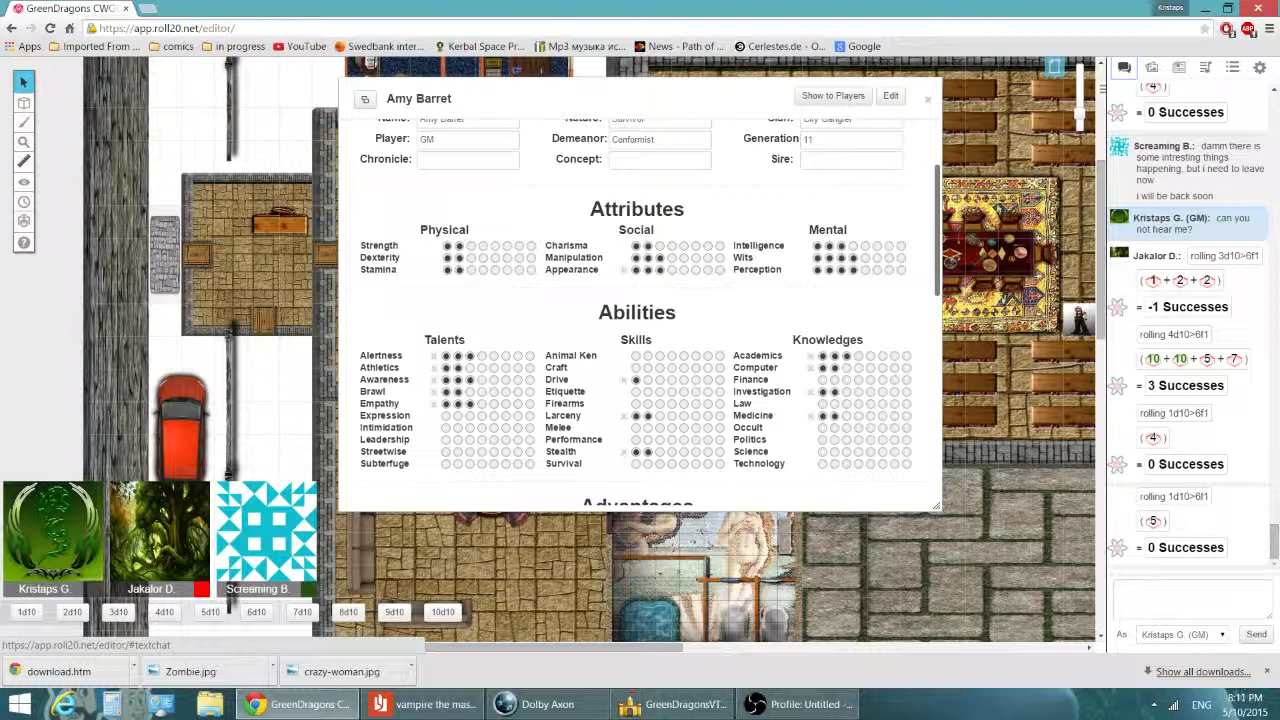 GreenDragons CWG
Kristaps
https://app.roll20.net/editor/
Apps
Imported From ...
comics
YouTube
Swedbank inter...
Kerbal Space Pr...
Mp3 музыка ис...
News - Path of ...
Cerlestes.de - O...
Google
Amy Barret
Show to Players
Edit
Player: GM
Demeanor: Conformist
Generation 11
Chronicle:
Concept:
Sire:
Attributes
Physical
Social
Mental
Strength
Charisma
Intelligence
Dexterity
Manipulation
Wits
Stamina
Appearance
Perception
Abilities
Talents
Skills
Knowledges
Alertness
Animal Ken
Academics
Athletics
Craft
Computer
Awareness
Drive
Finance
Brawl
Etiquette
Investigation
Empathy
Firearms
Law
Expression
Larceny
Medicine
Intimidation
Melee
Occult
Leadership
Performance
Politics
Streetwise
Stealth
Science
Subterfuge
Survival
Technology
Advantages
(4)
= 0 Successes
Screaming B.: damm there is
some intresting things
happening, but i need to leave
now
i will be back soon
Kristaps G. (GM): can you
not hear me?
Jakalor D.: rolling 3d10>6f1
(1+2+2)
= -1 Successes
rolling 4d10>6f1
(10+10+5+7)
= 3 Successes
rolling 1d10>6f1
(4)
= 0 Successes
rolling 1d10>6f1
(5)
= 0 Successes
As
Kristaps G. (GM)
Send
Kristaps G.
Jakalor D.
Screaming B.
1d10
2d10
3d10
4d10
5d10
6d10
7d10
8d10
9d10
10d10
https://app.roll20.net/editor/#textchat
download....jpg
Zombie.jpg
crazy-woman.jpg
Show all downloads...
GreenDragons C...
vampire the mas...
Dolby Axon
GreenDragonsVT...
Profile: Untitled -...
ENG
8:11 PM
5/10/2015